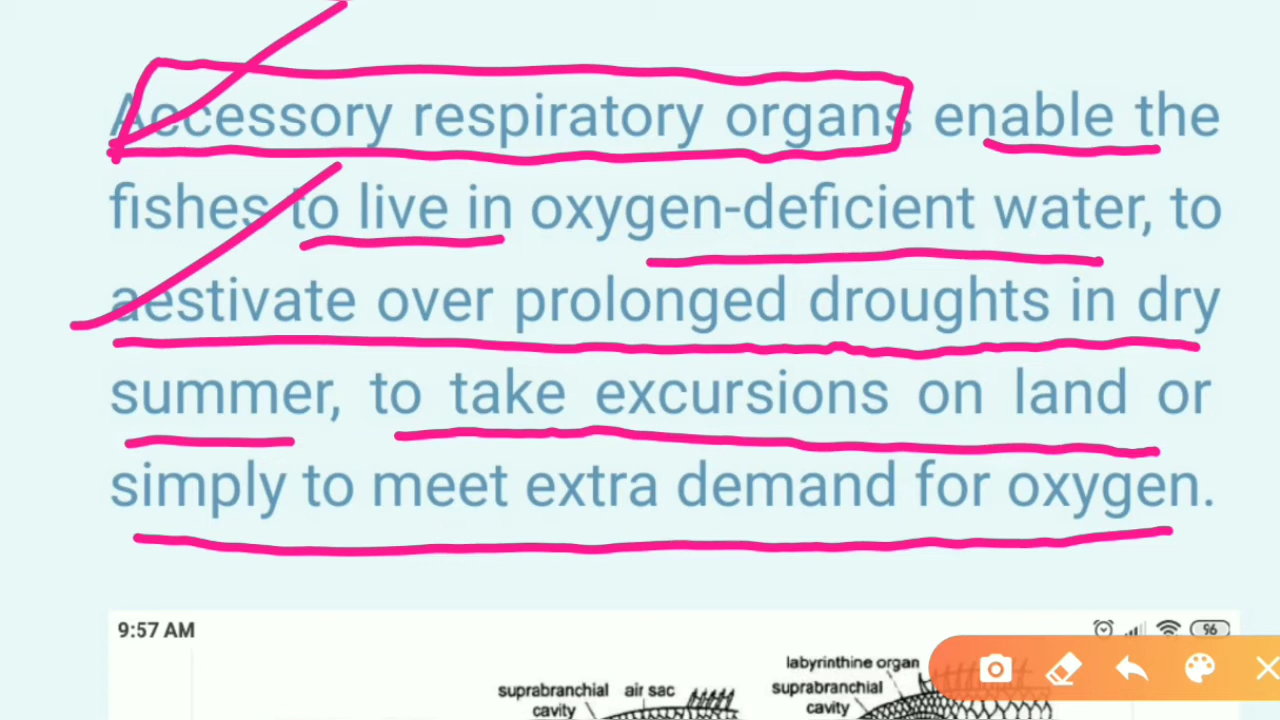 Accessory respiratory organs enable the
fishes to live in oxygen-deficient water, to
aestivate over prolonged droughts in dry
summer, to take excursions on land or
simply to meet extra demand for oxygen.
9:57 AM
96
labyrinthine organ
suprabranchial air sac
cavity
suprabranchial
cavity